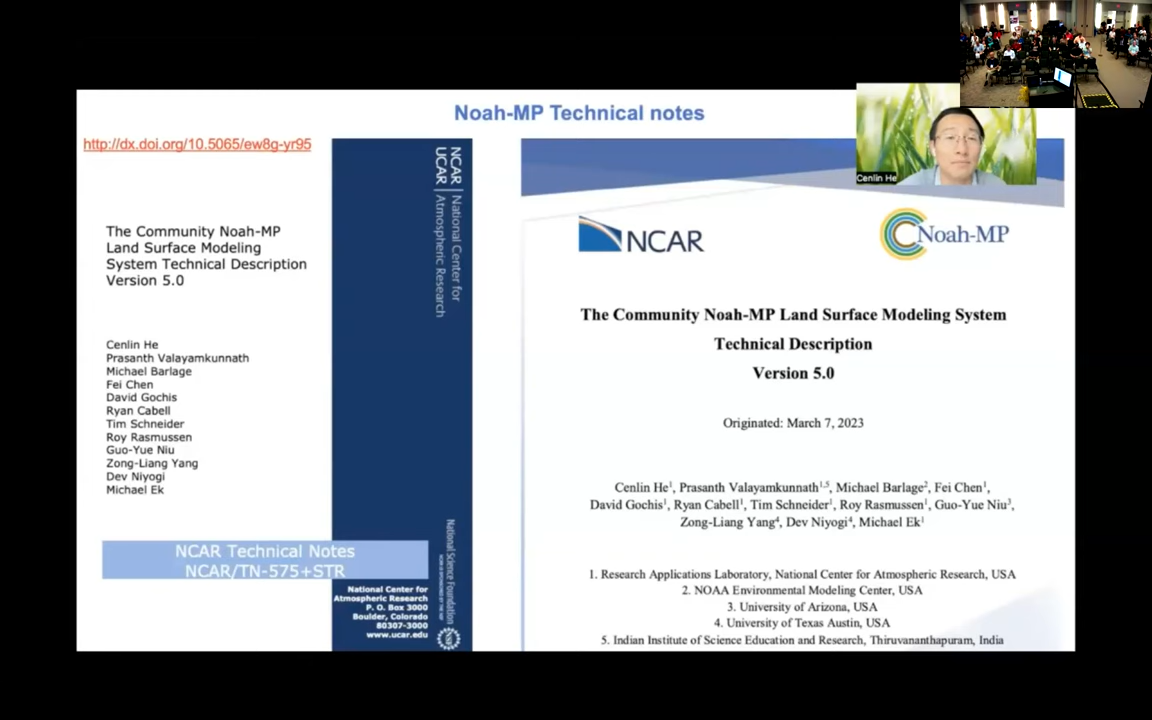 Noah-MP Technical notes
http://dx.doi.org/10.5065/ew8g-yr95
The Community Noah-MP
Land Surface Modeling
System Technical Description
Version 5.0
Cenlin He
Prasanth Valayamkunnath
Michael Barlage
Fei Chen
David Gochis
Ryan Cabell
Tim Schneider
Roy Rasmussen
Guo-Yue Niu
Zong-Liang Yang
Dev Niyogi
Michael Ek
NCAR Technical Notes
NCAR/TN-575+STR
NCAR | National Center for
UCAR | Atmospheric Research
National Science Foundation
National Center for
Atmospheric Research
P. O. Box 3000
Boulder, Colorado
80307-3000
www.ucar.edu
Cenlin He
NCAR
Noah-MP
The Community Noah-MP Land Surface Modeling System
Technical Description
Version 5.0
Originated: March 7, 2023
Cenlin He¹, Prasanth Valayamkunnath¹,⁵, Michael Barlage², Fei Chen¹,
David Gochis¹, Ryan Cabell¹, Tim Schneider¹, Roy Rasmussen¹, Guo-Yue Niu³,
Zong-Liang Yang⁴, Dev Niyogi⁴, Michael Ek¹
1. Research Applications Laboratory, National Center for Atmospheric Research, USA
2. NOAA Environmental Modeling Center, USA
3. University of Arizona, USA
4. University of Texas Austin, USA
5. Indian Institute of Science Education and Research, Thiruvananthapuram, India